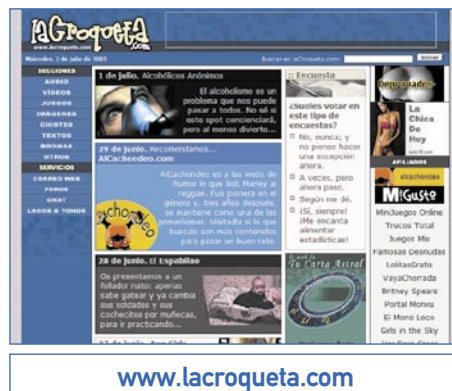 laGroqueta
.com
www.lacroqueta.com
Miércoles, 2 de julio de 2003
Buscar en laCroqueta.com:
BUSCAR
SECCIONES
AUDIO
VÍDEOS
JUEGOS
IMÁGENES
CHISTES
TEXTOS
BROMAS
OTROS
SERVICIOS
CORREO WEB
FOROS
CHAT
LOGOS & TONOS
1 de julio. Alcohólicos Anónimos
El alcoholismo es un
problema que nos puede
pasar a todos. No sé si
este spot concienciará,
pero al menos divierte...
29 de junio. Recomendamos...
AlCachondeo.com
AlCachondeo es a las webs de
humor lo que Bob Marley al
reggae. Fue pionera en el
género y, tres años después,
se mantiene como una de las
primerísimas. Visitadla si lo que
buscáis son más contenidos
para pasar un buen rato.
28 de junio. El Espabilao
Os presentamos a un
fellador nato: apenas
sabe gatear y ya cambia
sus soldados y sus
cochecitos por muñecas,
para ir practicando...
:: Encuesta
¿Sueles votar en
este tipo de
encuestas?
No, nunca; y
no pienso hacer
una excepción
ahora.
A veces, pero
ahora paso.
Según me dé.
¡Sí, siempre!
¡Me encanta
alimentar
estadísticas!
Tu Carta Astral
La
Chica
De
Hoy
AFILIADOS
alcachondeo
MiGusto
MiniJuegos Online
Trucos Total
Juegos Mix
Famosas Desnudas
LolitasGratis
VayaChorrada
Britney Spears
Portal Monxu
El Mono Loco
Girls in the Sky
www.lacroqueta.com